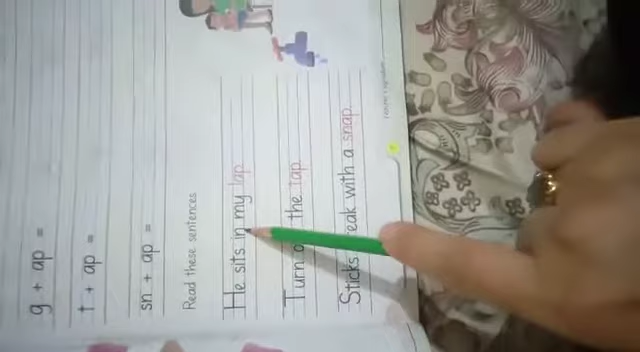 g + ap =
t + ap =
sn + ap =
Read these sentences
He sits in my lap.
Turn the tap.
Sticks with a snap.